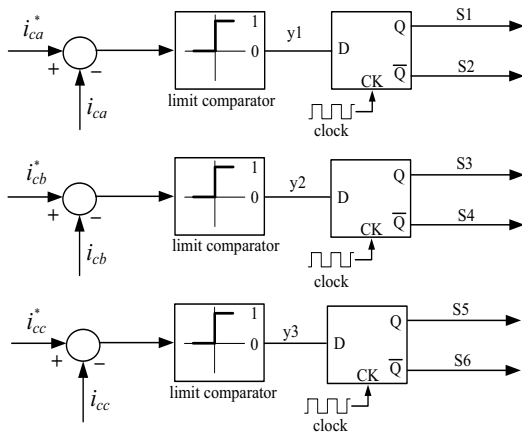 i*ca
+
−
ica
1
0
limit comparator
y1
D
Q
Q̅
CK
clock
S1
S2
i*cb
+
−
icb
1
0
limit comparator
y2
D
Q
Q̅
CK
clock
S3
S4
i*cc
+
−
icc
1
0
limit comparator
y3
D
Q
Q̅
CK
clock
S5
S6